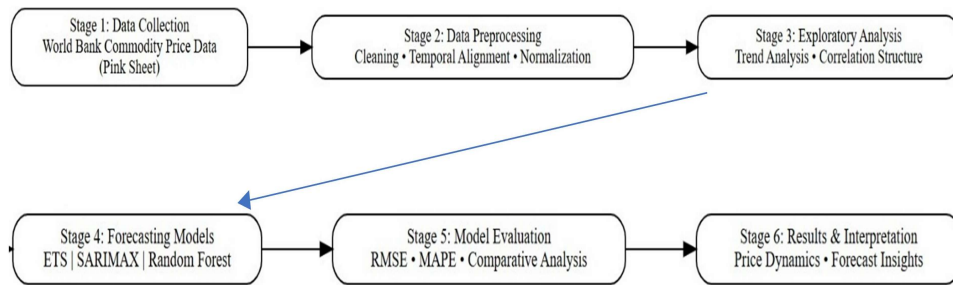 Stage 1: Data Collection
World Bank Commodity Price Data
(Pink Sheet)
Stage 2: Data Preprocessing
Cleaning • Temporal Alignment • Normalization
Stage 3: Exploratory Analysis
Trend Analysis • Correlation Structure
Stage 4: Forecasting Models
ETS | SARIMAX | Random Forest
Stage 5: Model Evaluation
RMSE • MAPE • Comparative Analysis
Stage 6: Results & Interpretation
Price Dynamics • Forecast Insights